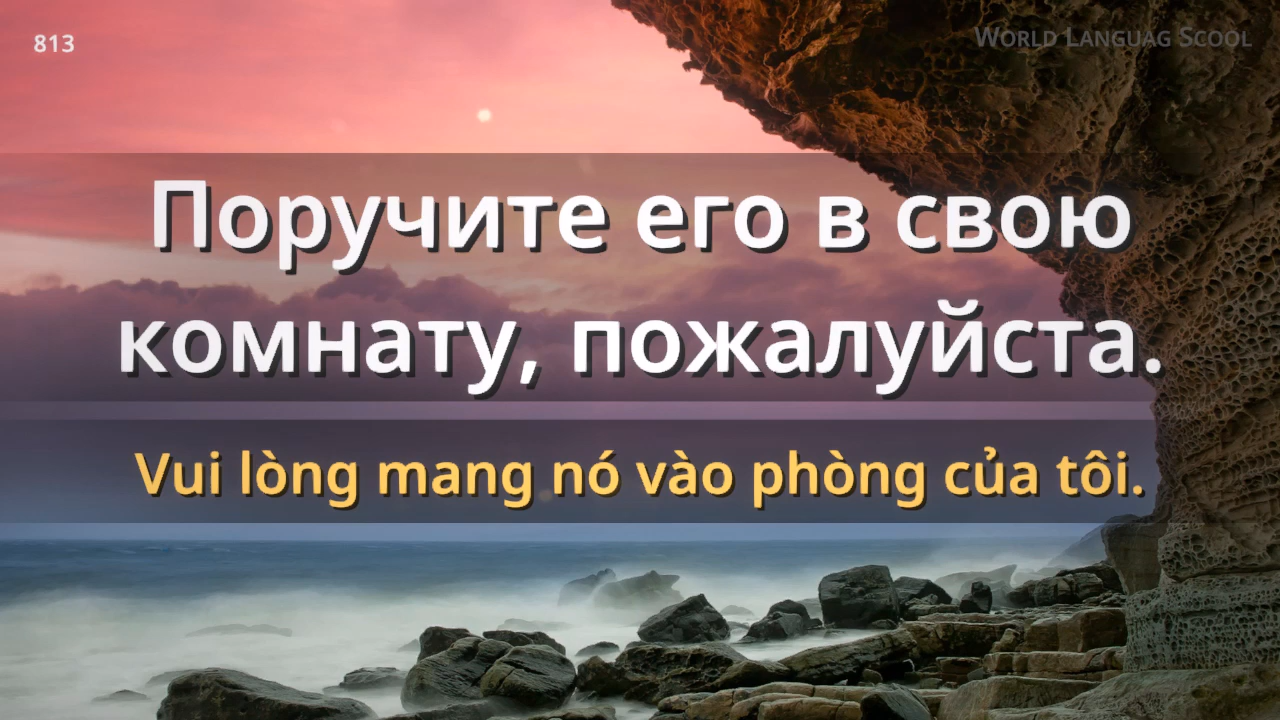 813
World Languag Scool
Поручите его в свою
комнату, пожалуйста.
Vui lòng mang nó vào phòng của tôi.